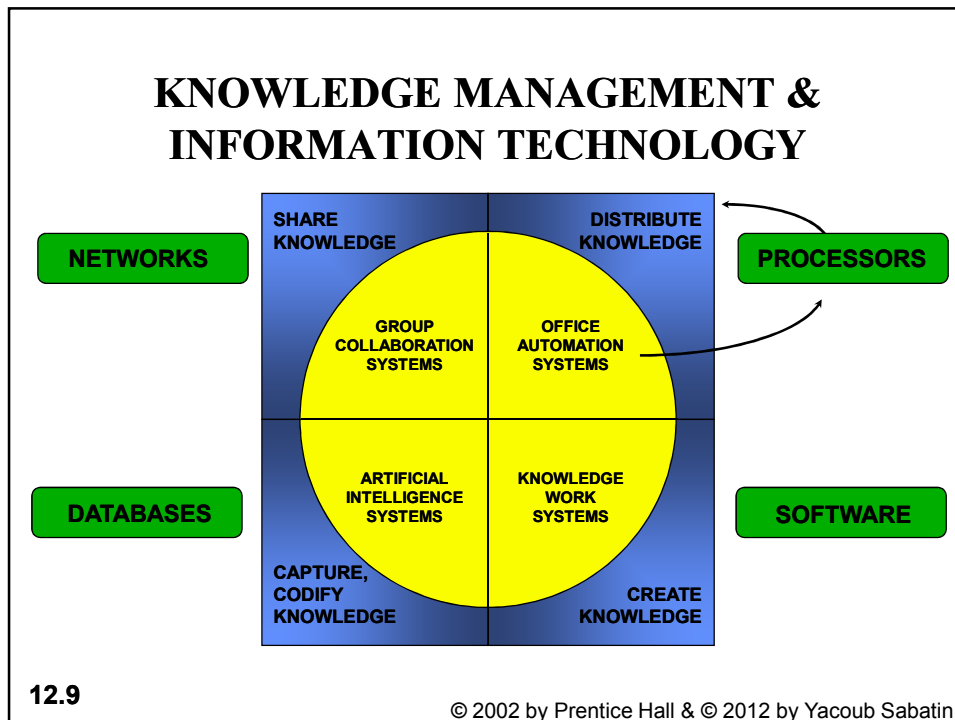 KNOWLEDGE MANAGEMENT &
INFORMATION TECHNOLOGY
SHARE
KNOWLEDGE
DISTRIBUTE
KNOWLEDGE
NETWORKS
PROCESSORS
GROUP
COLLABORATION
SYSTEMS
OFFICE
AUTOMATION
SYSTEMS
ARTIFICIAL
INTELLIGENCE
SYSTEMS
KNOWLEDGE
WORK
SYSTEMS
DATABASES
SOFTWARE
CAPTURE,
CODIFY
KNOWLEDGE
CREATE
KNOWLEDGE
12.9
© 2002 by Prentice Hall & © 2012 by Yacoub Sabatin